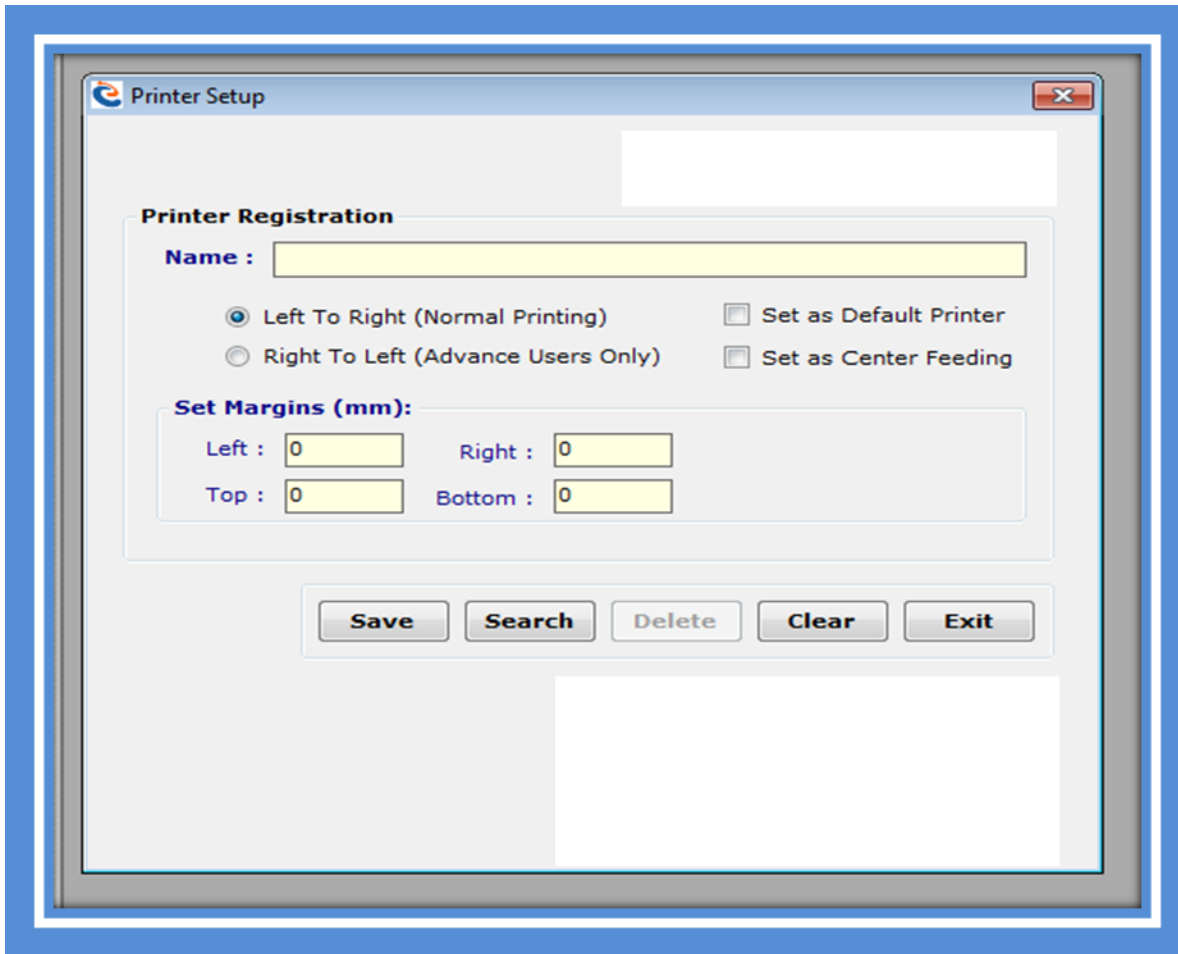 Printer Setup
Printer Registration
Name :
Left To Right (Normal Printing)
Set as Default Printer
Right To Left (Advance Users Only)
Set as Center Feeding
Set Margins (mm):
Left : 0 Right : 0
Top : 0 Bottom : 0
Save Search Delete Clear Exit